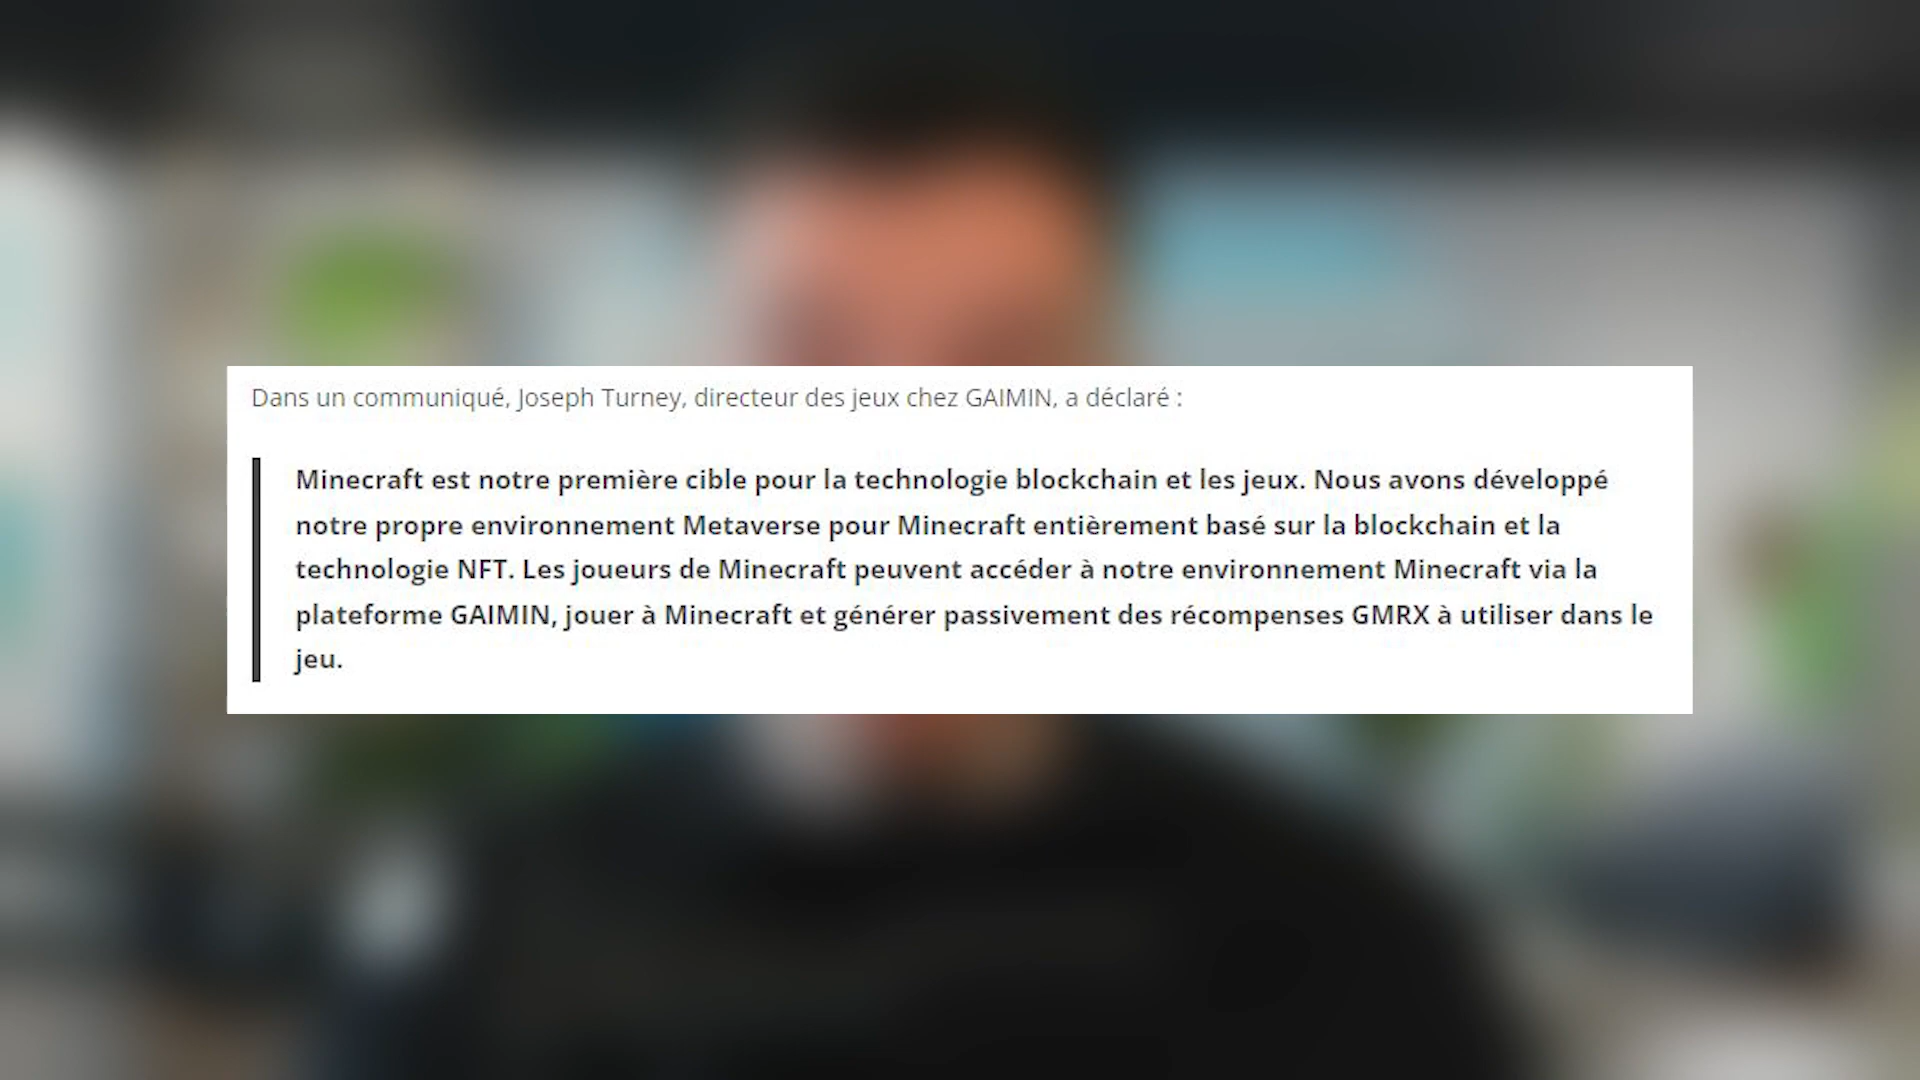 Dans un communiqué, Joseph Turney, directeur des jeux chez GAIMIN, a déclaré :
Minecraft est notre première cible pour la technologie blockchain et les jeux. Nous avons développé
notre propre environnement Metaverse pour Minecraft entièrement basé sur la blockchain et la
technologie NFT. Les joueurs de Minecraft peuvent accéder à notre environnement Minecraft via la
plateforme GAIMIN, jouer à Minecraft et générer passivement des récompenses GMRX à utiliser dans le
jeu.